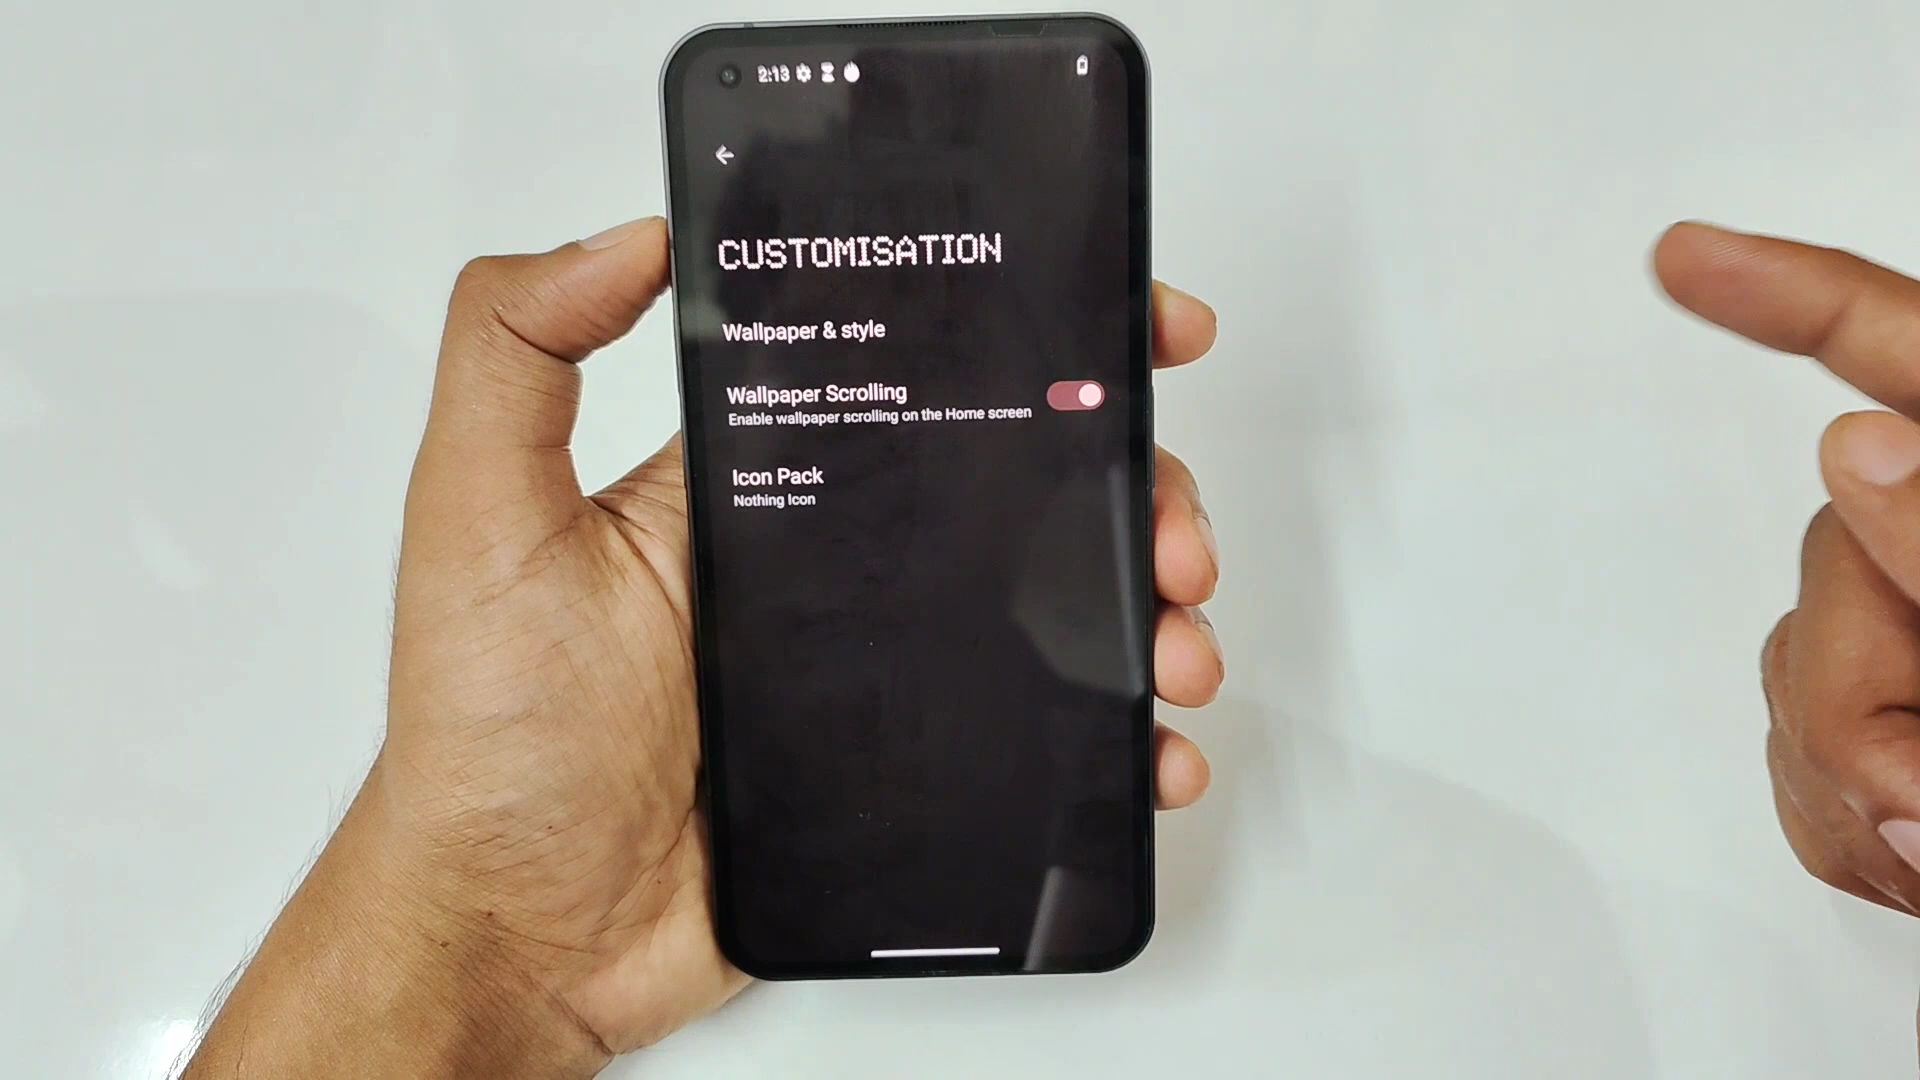 2:13
CUSTOMISATION
Wallpaper & style
Wallpaper Scrolling
Enable wallpaper scrolling on the Home screen
Icon Pack
Nothing Icon